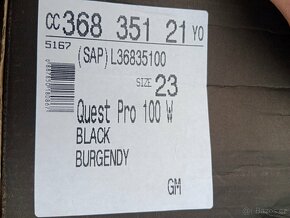 CC 368 351 21 YO
5167
(SAP)L36835100
SIZE 23
Quest Pro 100 W
BLACK
BURGENDY
GM